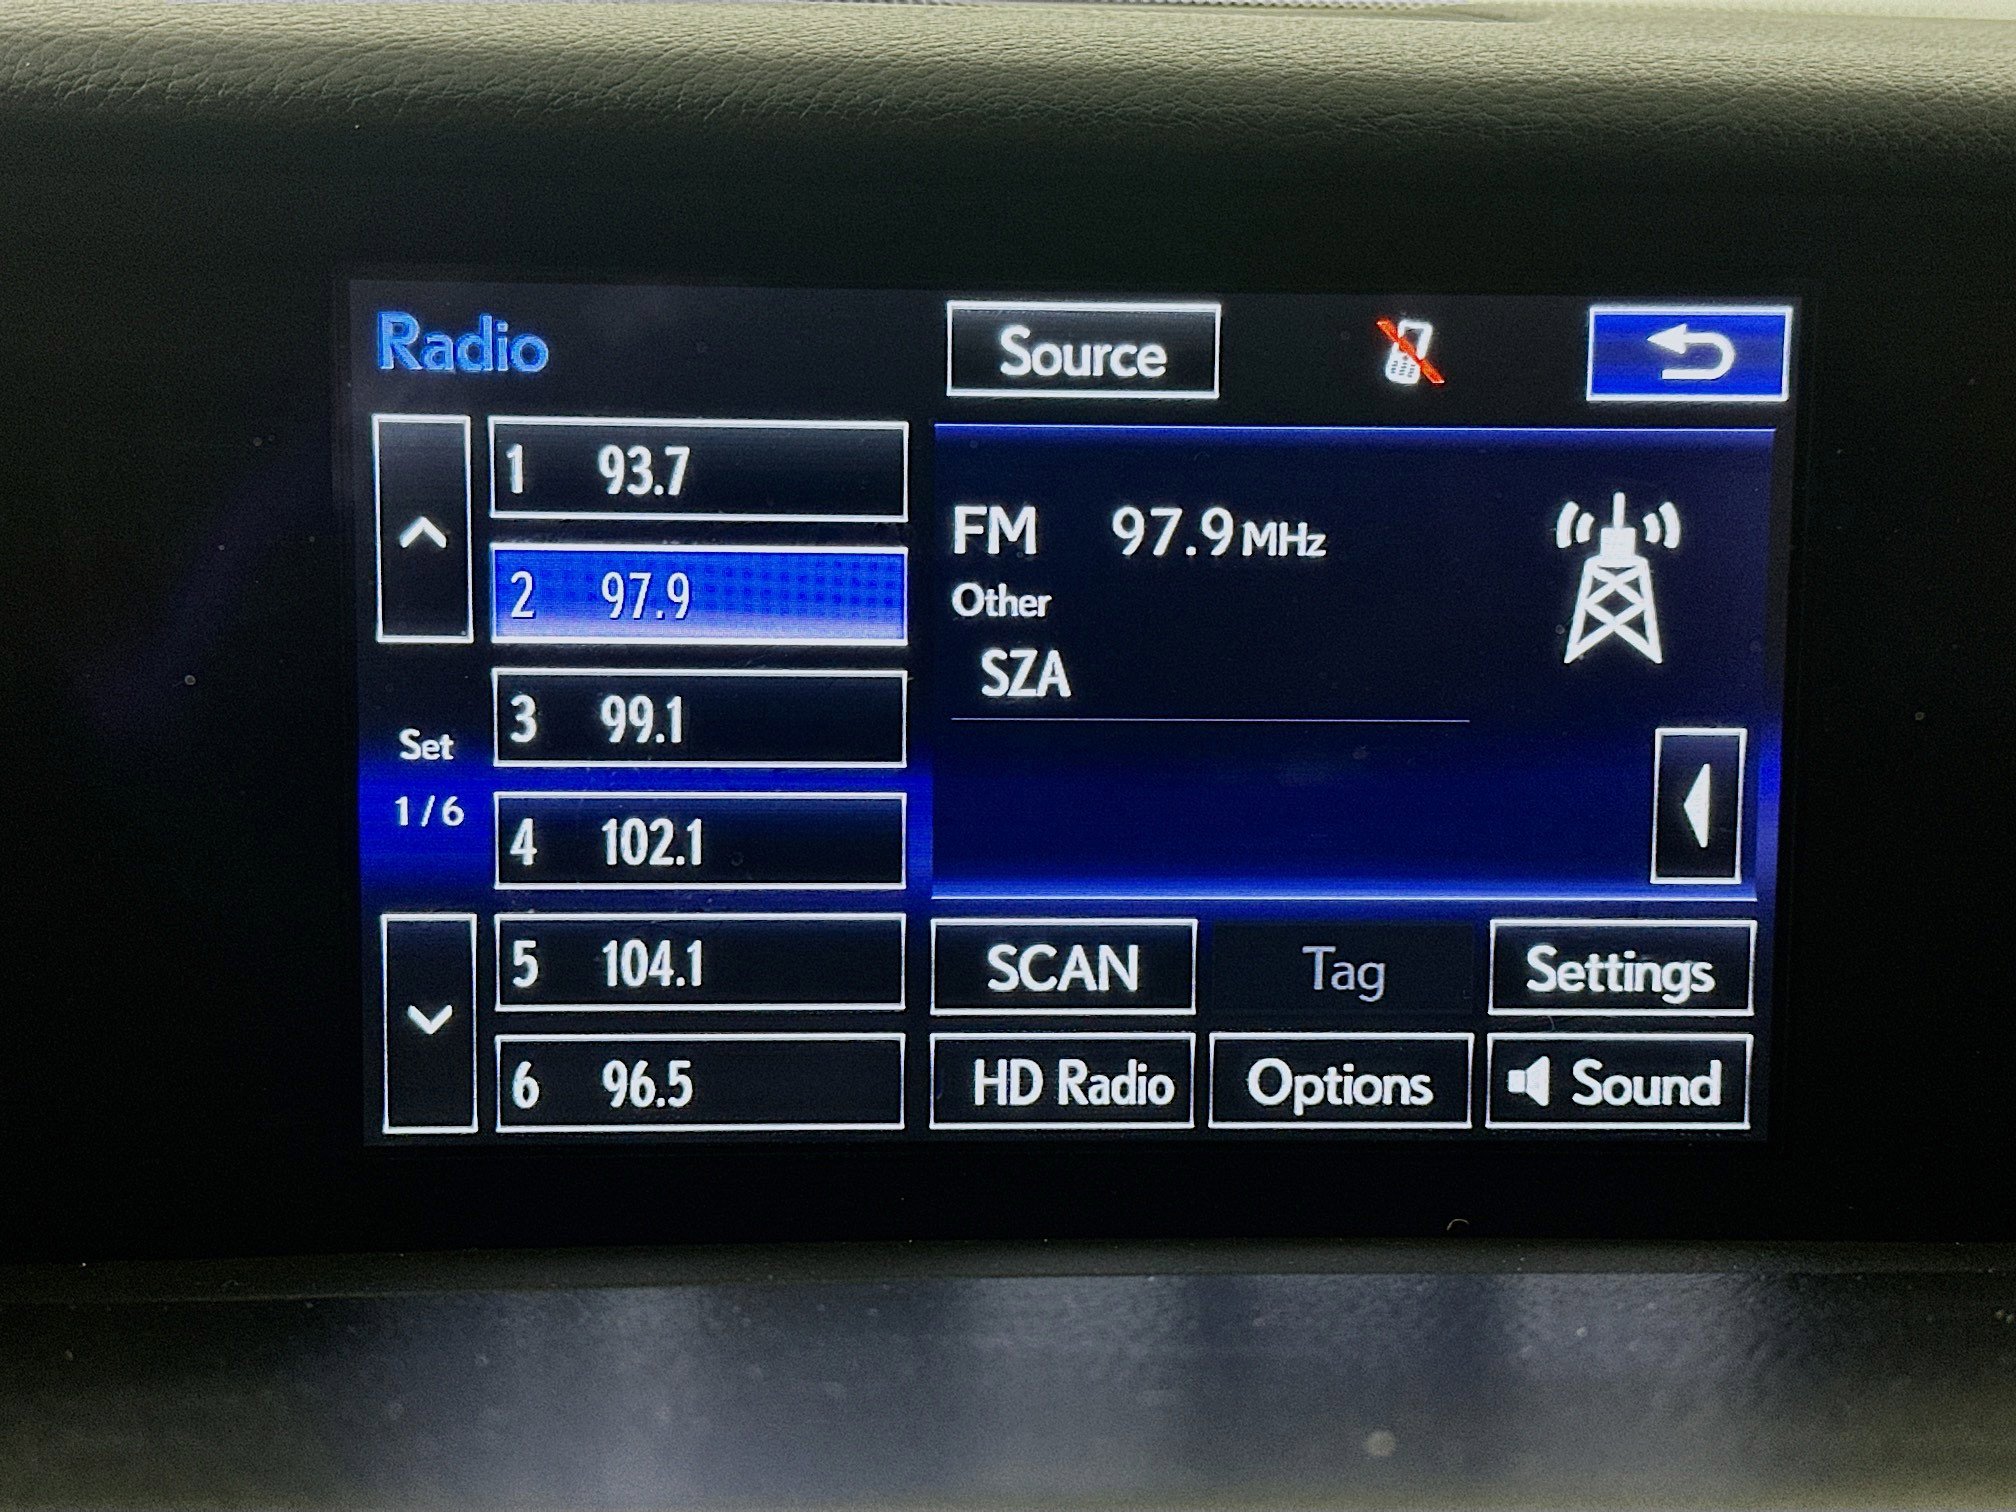 Radio
Source
1 93.7
2 97.9
3 99.1
4 102.1
5 104.1
6 96.5
Set
1 / 6
FM 97.9 MHz
Other
SZA
SCAN
Tag
Settings
HD Radio
Options
Sound